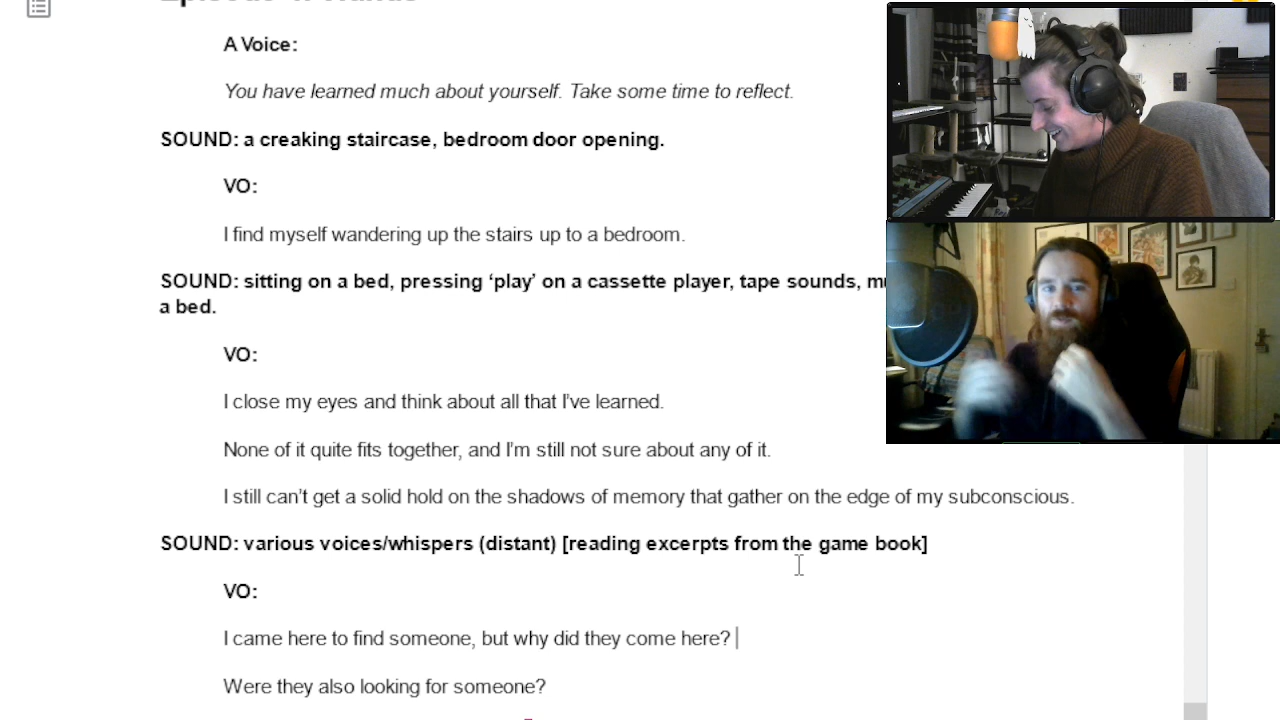 A Voice:
You have learned much about yourself. Take some time to reflect.
SOUND: a creaking staircase, bedroom door opening.
VO:
I find myself wandering up the stairs up to a bedroom.
SOUND: sitting on a bed, pressing ‘play’ on a cassette player, tape sounds,
a bed.
VO:
I close my eyes and think about all that I’ve learned.
None of it quite fits together, and I’m still not sure about any of it.
I still can’t get a solid hold on the shadows of memory that gather on the edge of my subconscious.
SOUND: various voices/whispers (distant) [reading excerpts from the game book]
VO:
I came here to find someone, but why did they come here?
Were they also looking for someone?